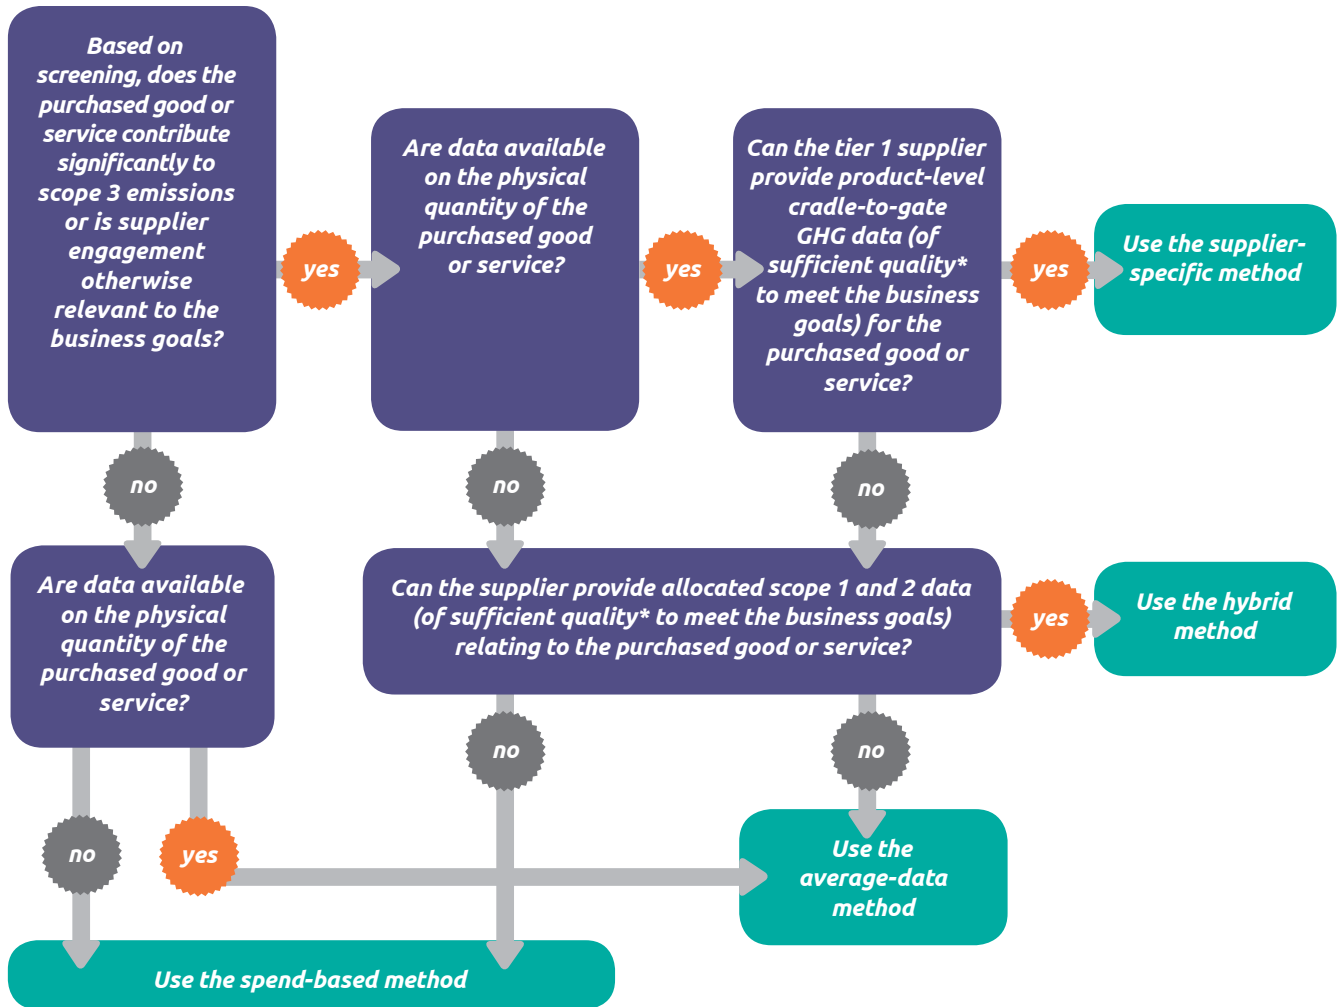 Based on
screening, does the
purchased good or
service contribute
significantly to
scope 3 emissions
or is supplier
engagement
otherwise
relevant to the
business goals?
yes
Are data available
on the physical
quantity of the
purchased good
or service?
yes
Can the tier 1 supplier
provide product-level
cradle-to-gate
GHG data (of
sufficient quality*
to meet the business
goals) for the
purchased good or
service?
yes
Use the supplier-
specific method
no
no
no
Are data available
on the physical
quantity of the
purchased good or
service?
Can the supplier provide allocated scope 1 and 2 data
(of sufficient quality* to meet the business goals)
relating to the purchased good or service?
yes
Use the hybrid
method
no
no
no
yes
Use the
average-data
method
Use the spend-based method